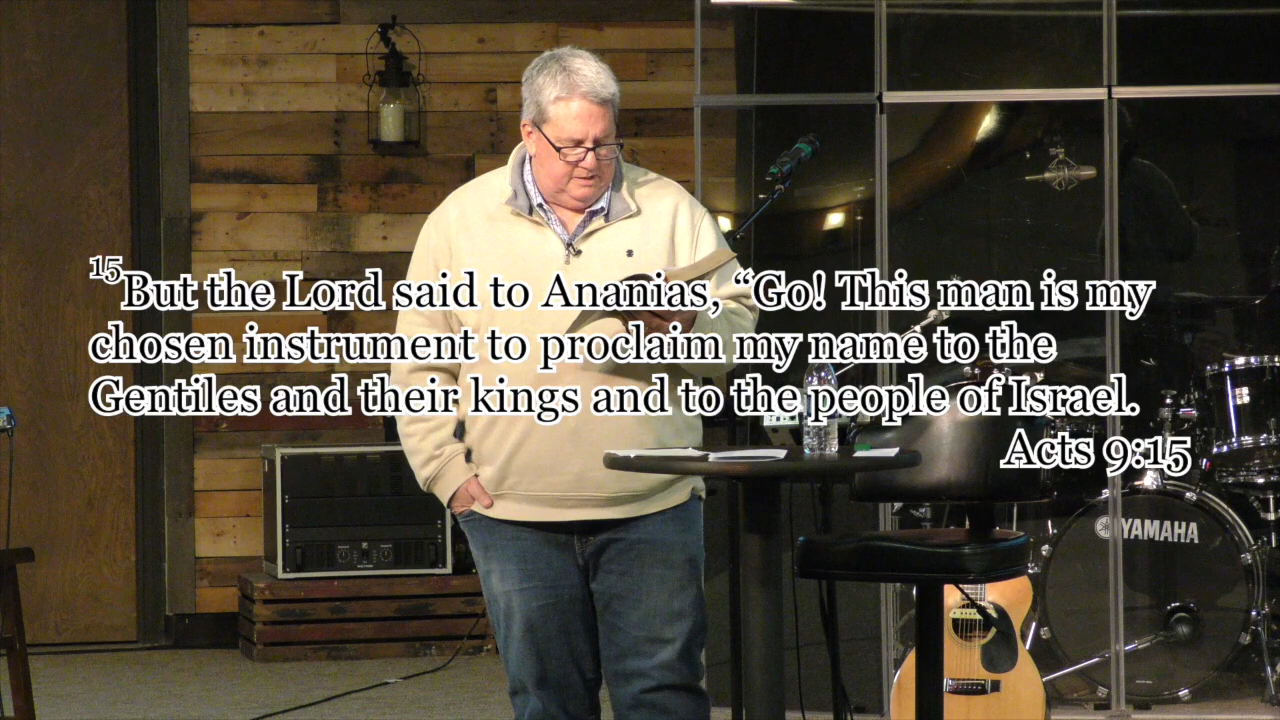 15But the Lord said to Ananias, “Go! This man is my
chosen instrument to proclaim my name to the
Gentiles and their kings and to the people of Israel.
Acts 9:15
YAMAHA